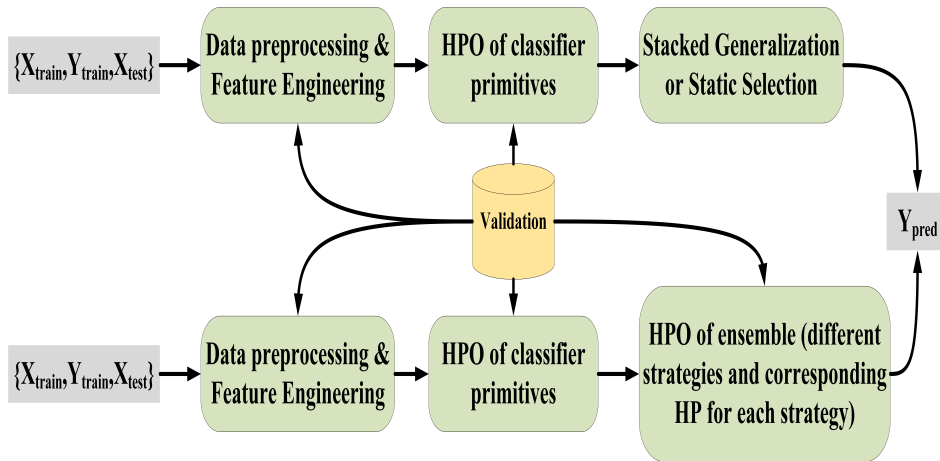 {Xtrain,Ytrain,Xtest}
Data preprocessing &
Feature Engineering
HPO of classifier
primitives
Stacked Generalization
or Static Selection
Validation
Ypred
{Xtrain,Ytrain,Xtest}
Data preprocessing &
Feature Engineering
HPO of classifier
primitives
HPO of ensemble (different
strategies and corresponding
HP for each strategy)